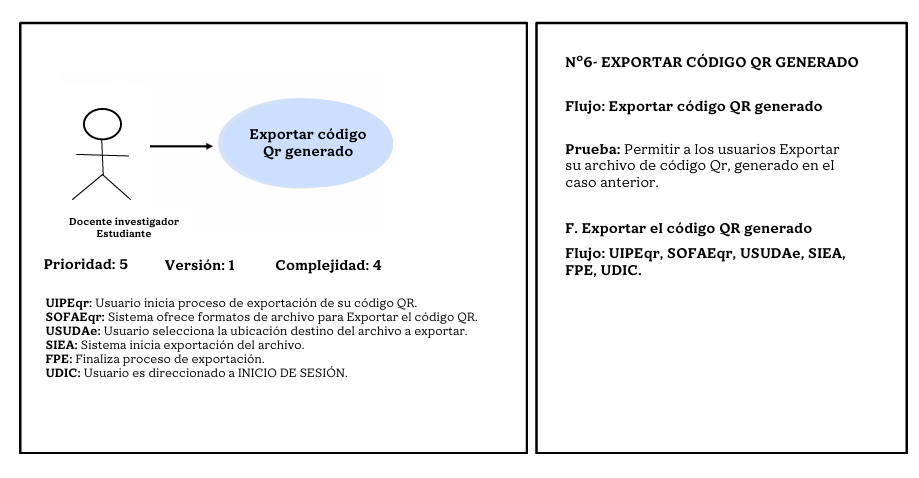 Exportar código
Qr generado
Docente investigador
Estudiante
Prioridad: 5 Versión: 1 Complejidad: 4
UIPEqr: Usuario inicia proceso de exportación de su código QR.
SOFAEqr: Sistema ofrece formatos de archivo para Exportar el código QR.
USUDAe: Usuario selecciona la ubicación destino del archivo a exportar.
SIEA: Sistema inicia exportación del archivo.
FPE: Finaliza proceso de exportación.
UDIC: Usuario es direccionado a INICIO DE SESIÓN.
Nº6- EXPORTAR CÓDIGO QR GENERADO
Flujo: Exportar código QR generado
Prueba: Permitir a los usuarios Exportar
su archivo de código Qr, generado en el
caso anterior.
F. Exportar el código QR generado
Flujo: UIPEqr, SOFAEqr, USUDAe, SIEA,
FPE, UDIC.